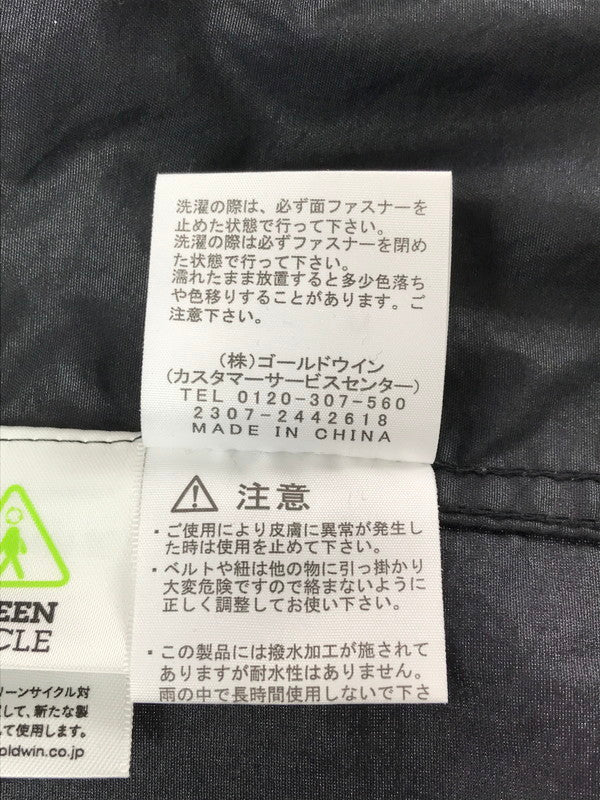 洗濯の際は、必ず面ファスナーを
止めた状態で行って下さい。
洗濯の際は必ずファスナーを閉め
た状態で行って下さい。
濡れたまま放置すると多少色落ち
や色移りすることがあります。ご
注意下さい。
(株)ゴールドウイン
(カスタマーサービスセンター)
TEL 0120-307-560
2307-2442618
MADE IN CHINA
注意
・ご使用により皮膚に異常が発生し
た時は使用を止めて下さい。
・ベルトや紐は他の物に引っ掛かり
大変危険ですので絡まないように
正しく調整してお使い下さい。
・この製品には撥水加工が施されて
ありますが耐水性はありません。
雨の中で長時間使用しないで下さ
EEN
CLE
リーンサイクル対
して、新たな製
て使用します。
oldwin.co.jp